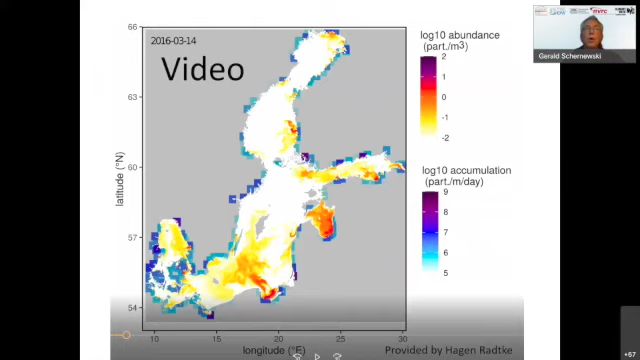 2016-03-14
Video
66
63
60
57
54
10
15
20
25
30
latitude (°N)
longitude (°E)
log10 abundance
(part./m3)
2
1
0
-1
-2
log10 accumulation
(part./m/day)
9
8
7
6
5
Provided by Hagen Radtke
Gerald Schernewski
+57